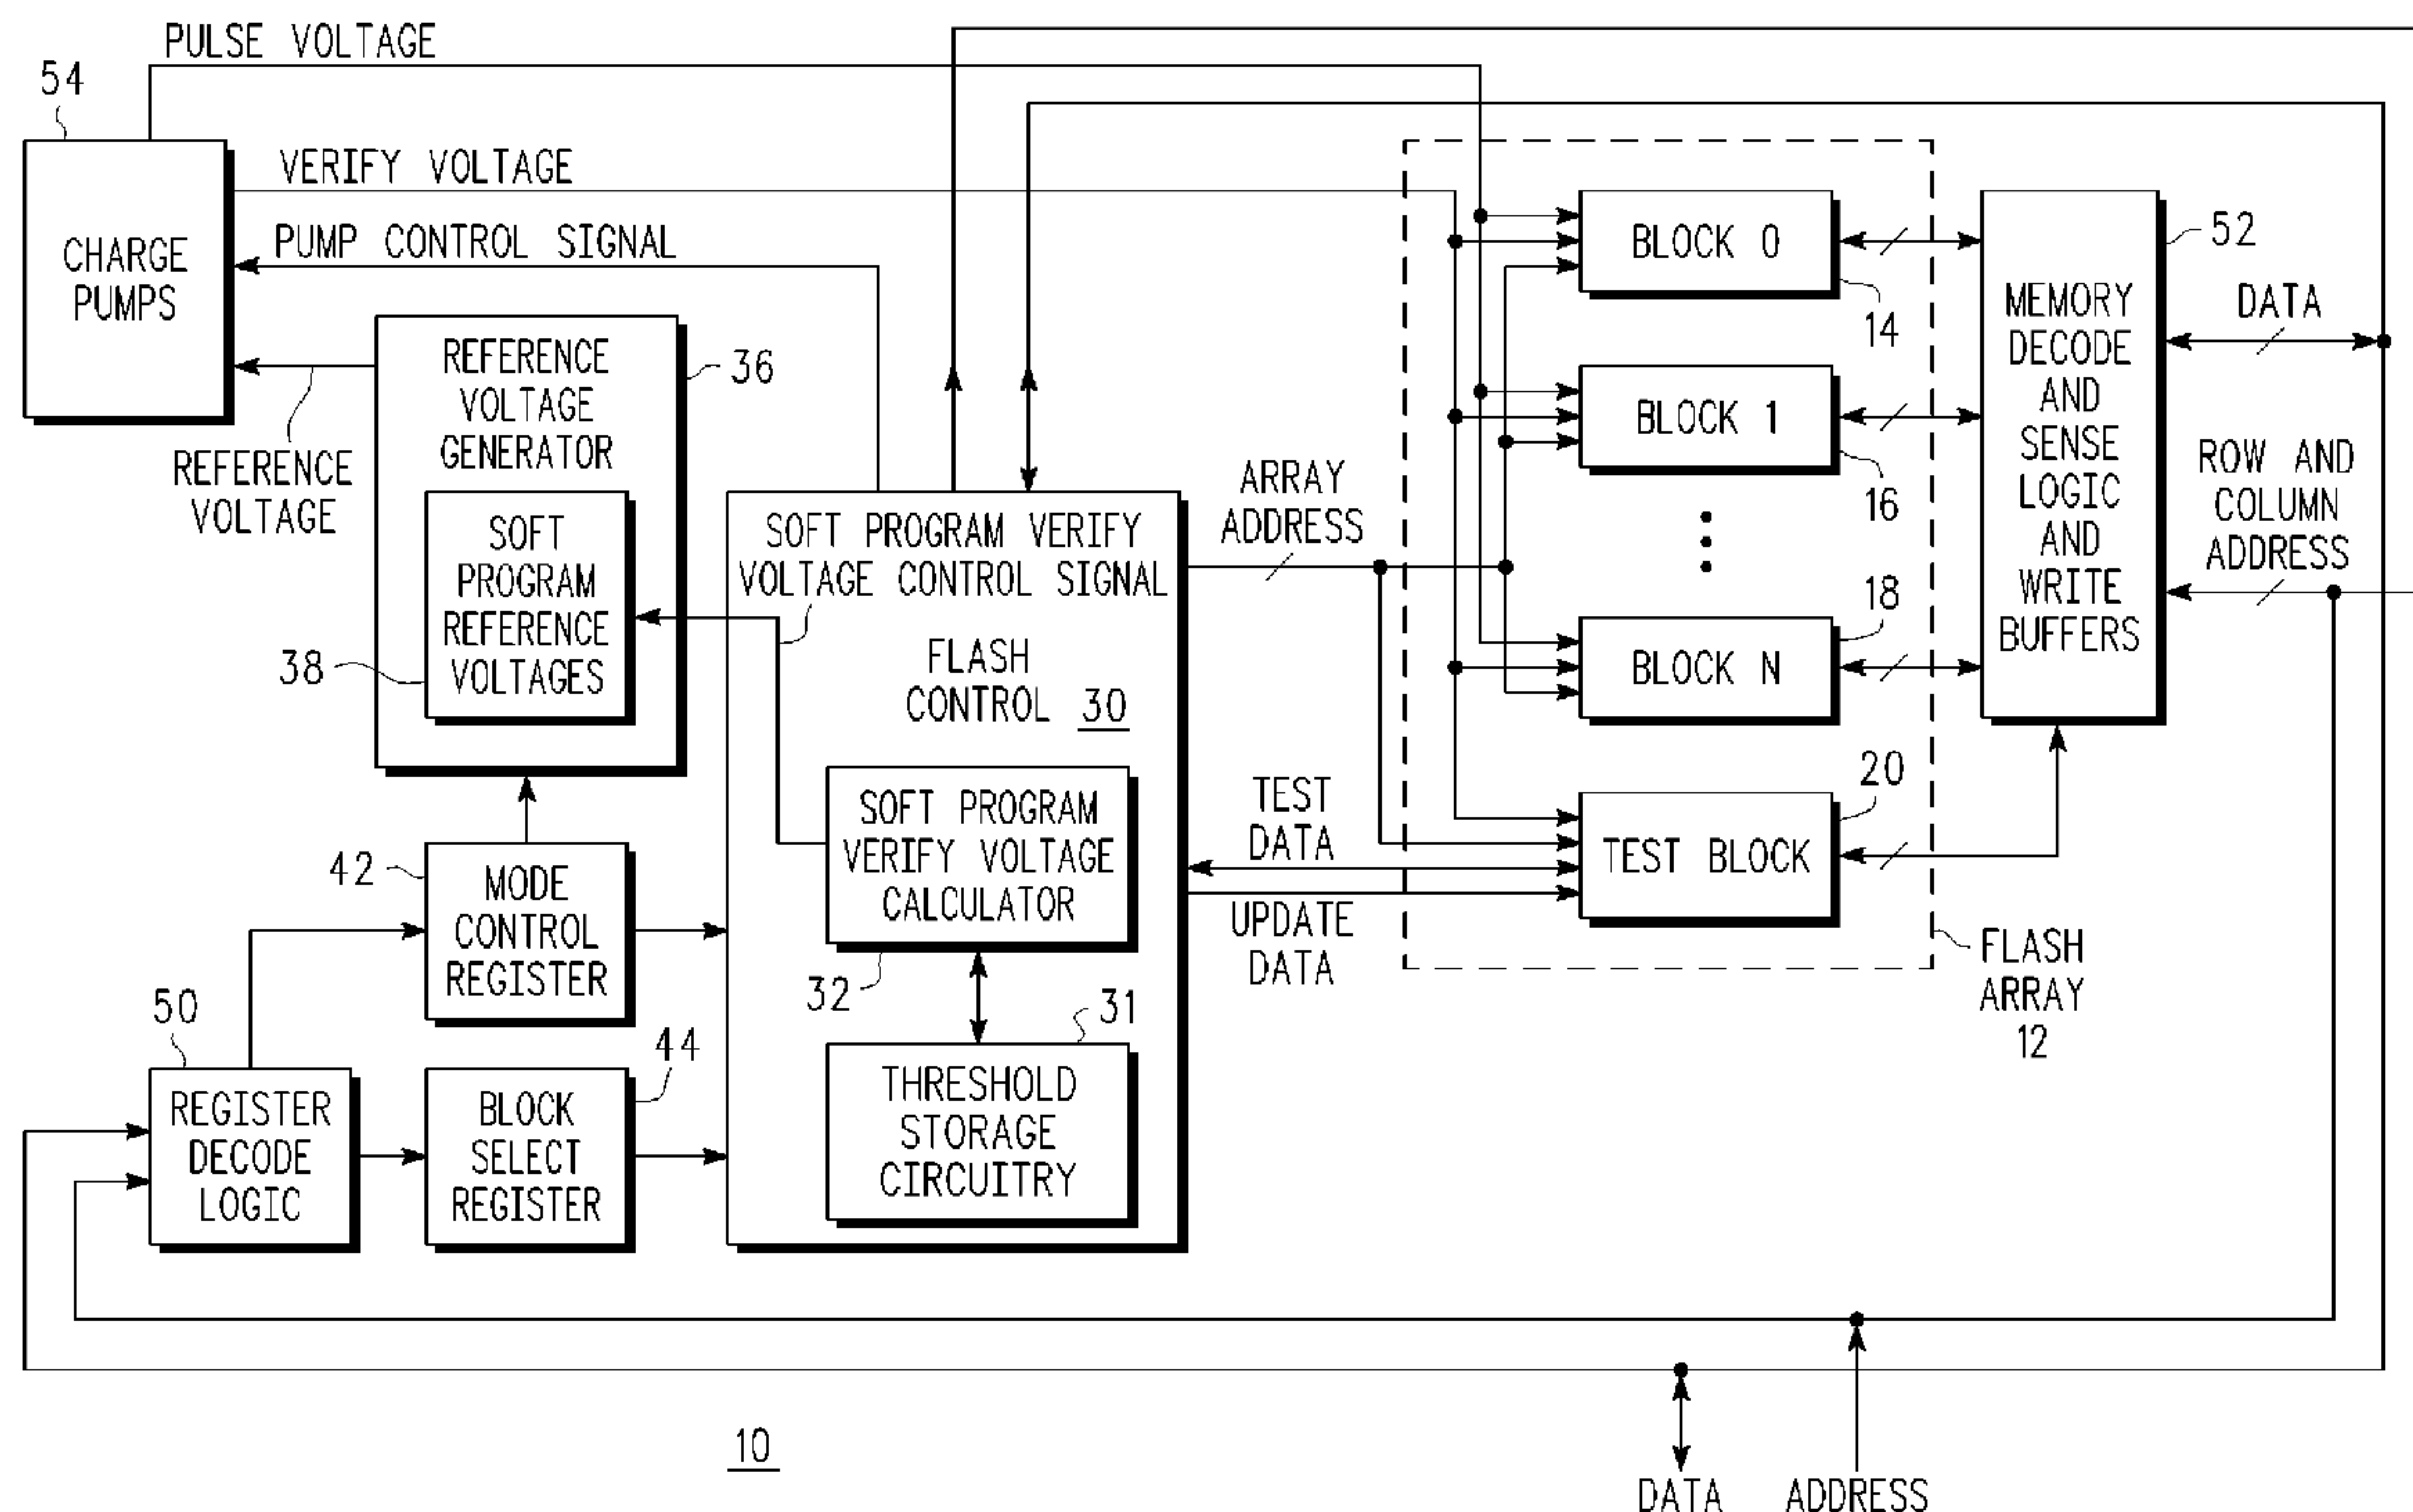 PULSE VOLTAGE
54
CHARGE
PUMPS
VERIFY VOLTAGE
PUMP CONTROL SIGNAL
REFERENCE
VOLTAGE
REFERENCE
VOLTAGE
GENERATOR
36
SOFT
PROGRAM
REFERENCE
VOLTAGES
38
SOFT PROGRAM VERIFY
VOLTAGE CONTROL SIGNAL
FLASH
CONTROL 30
SOFT PROGRAM
VERIFY VOLTAGE
CALCULATOR
32
31
THRESHOLD
STORAGE
CIRCUITRY
42
MODE
CONTROL
REGISTER
50
REGISTER
DECODE
LOGIC
44
BLOCK
SELECT
REGISTER
ARRAY
ADDRESS
TEST
DATA
UPDATE
DATA
BLOCK 0
14
BLOCK 1
16
18
BLOCK N
20
TEST BLOCK
FLASH
ARRAY
12
52
MEMORY
DECODE
AND
SENSE
LOGIC
AND
WRITE
BUFFERS
DATA
ROW AND
COLUMN
ADDRESS
10
DATA
ADDRESS